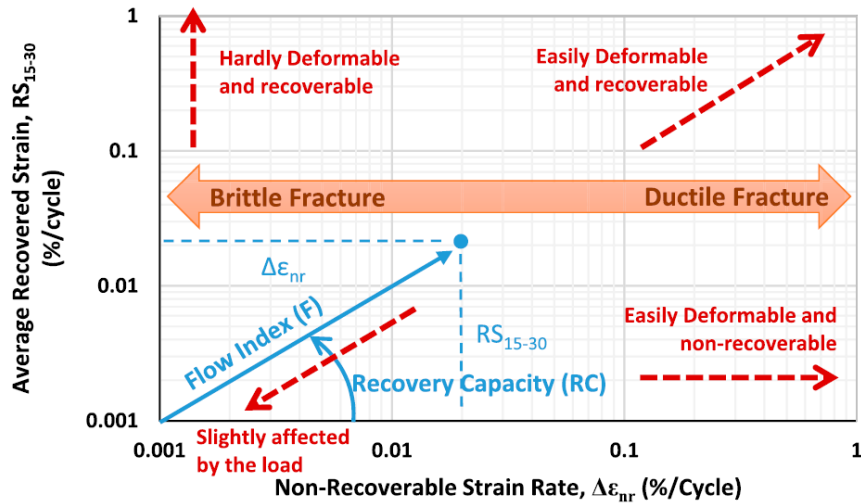 Average Recovered Strain, RS15-30
(%/cycle)
1
0.1
0.01
0.001
Hardly Deformable
and recoverable
Easily Deformable
and recoverable
Brittle Fracture
Ductile Fracture
Δεnr
Flow Index (F)
RS15-30
Recovery Capacity (RC)
Easily Deformable and
non-recoverable
Slightly affected
by the load
0.001
0.01
0.1
1
Non-Recoverable Strain Rate, Δεnr (%/Cycle)